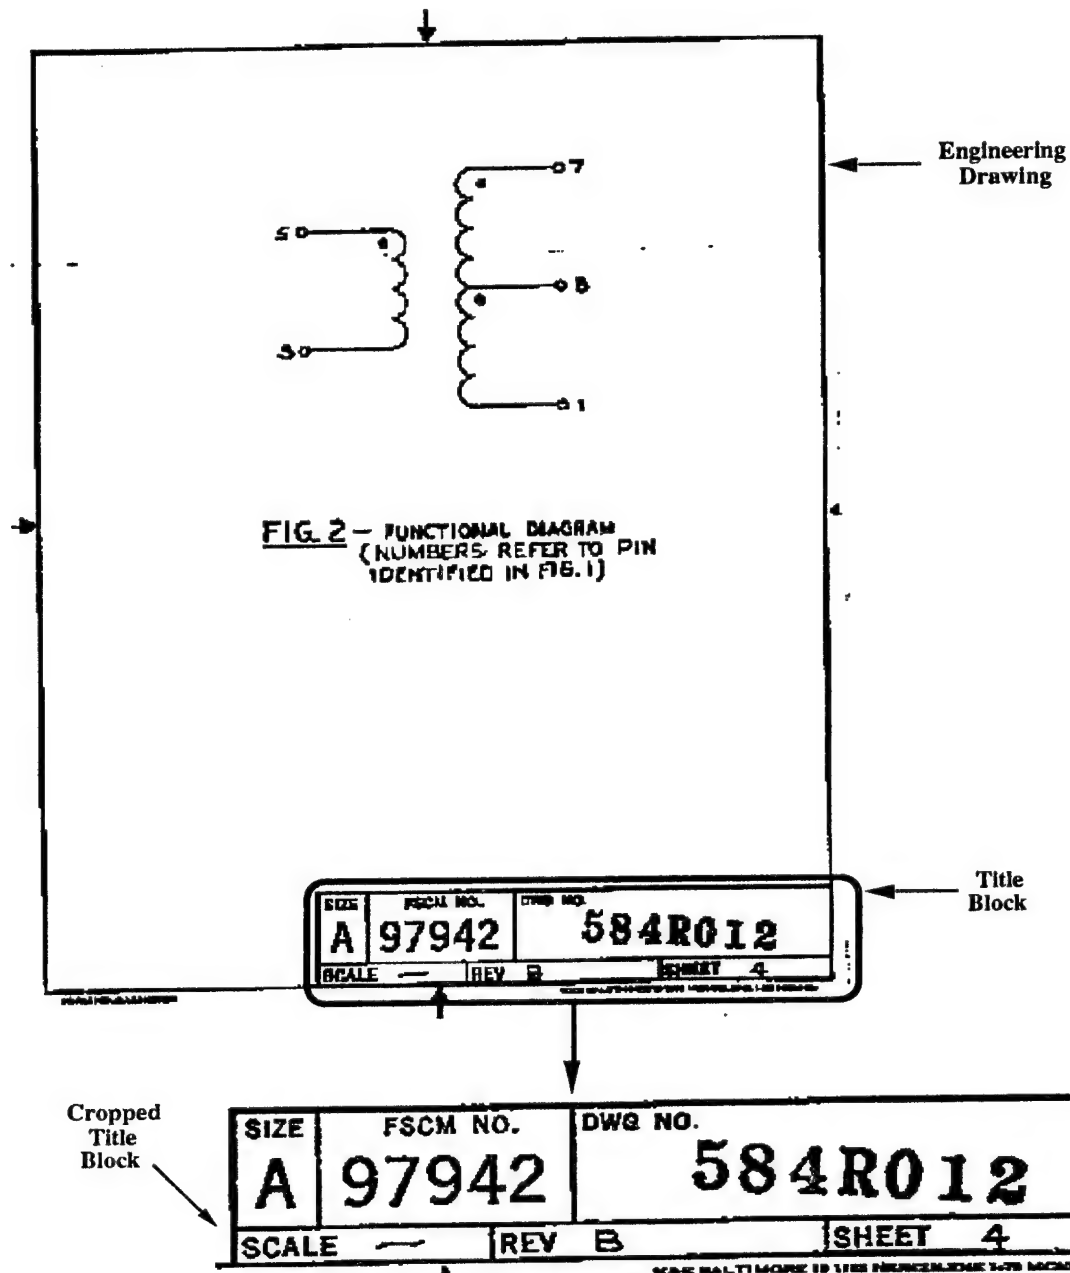 Engineering
Drawing
7
5
8
3
1
FIG. 2 — FUNCTIONAL DIAGRAM
(NUMBERS REFER TO PIN
IDENTIFIED IN FIG. 1)
Title
Block
SIZE FSCM NO. DWG NO.
A 97942 584R012
SCALE — REV B SHEET 4
Cropped
Title
Block
SIZE FSCM NO. DWG NO.
A 97942 584R012
SCALE — REV B SHEET 4